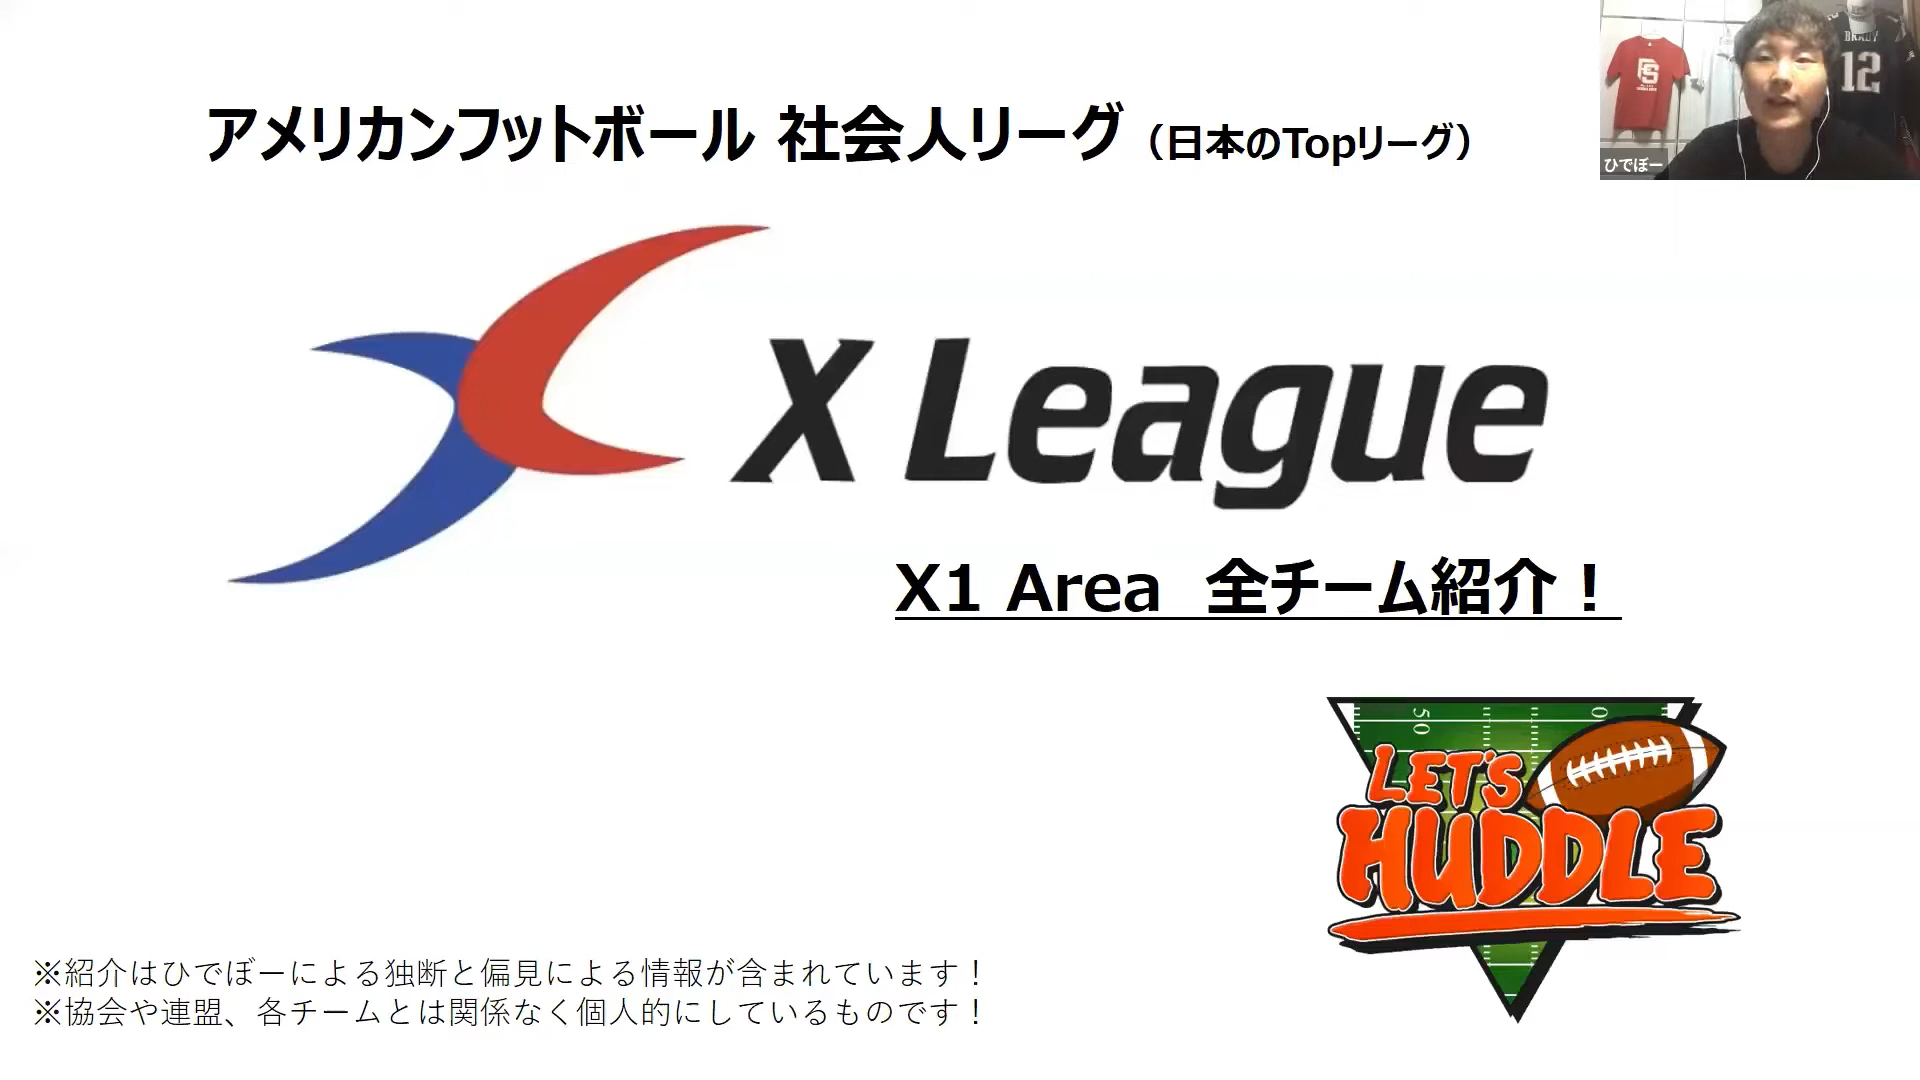 アメリカンフットボール 社会人リーグ（日本のTopリーグ）
BRADY
12
ひでぼー
X League
X1 Area 全チーム紹介！
50
0
LET'S
HUDDLE
※紹介はひでぼーによる独断と偏見による情報が含まれています！
※協会や連盟、各チームとは関係なく個人的にしているものです！